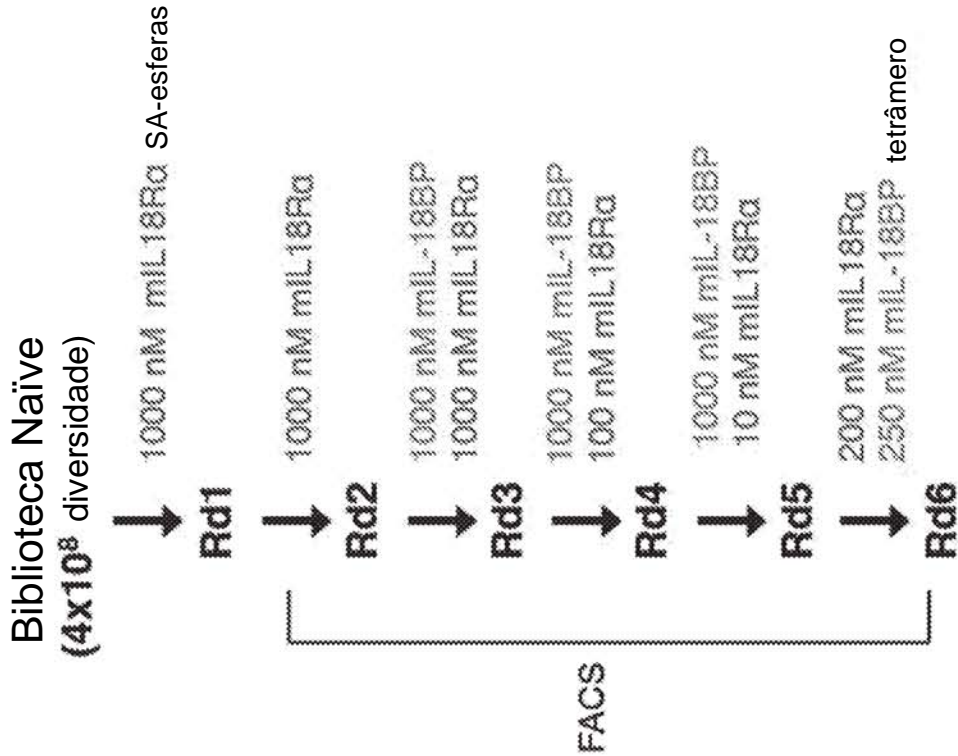 Biblioteca Naïve
(4x10⁸ diversidade)
1000 nM mIL18Rα SA-esferas
Rd1
1000 nM mIL18Rα
Rd2
1000 nM mIL-18BP
1000 nM mIL18Rα
Rd3
1000 nM mIL-18BP
100 nM mIL18Rα
Rd4
1000 nM mIL-18BP
10 nM mIL18Rα
Rd5
200 nM mIL18Rα
250 nM mIL-18BP tetrâmero
Rd6
FACS